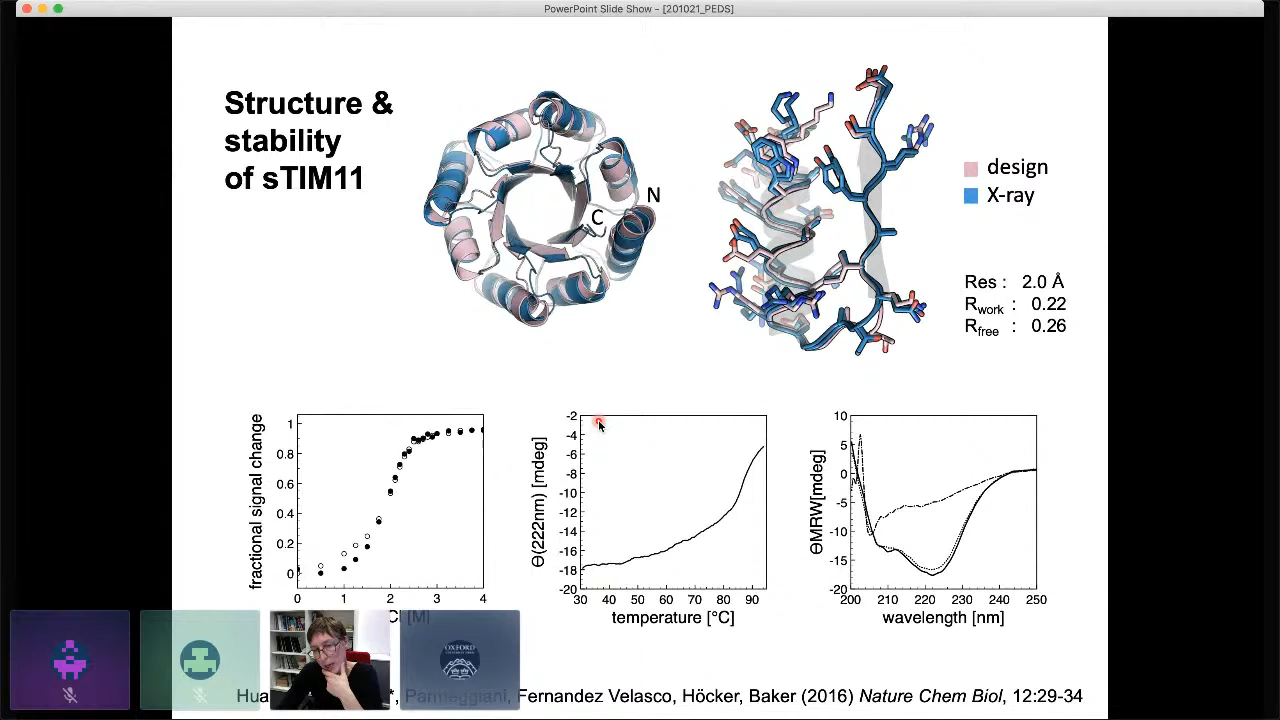 PowerPoint Slide Show - [201021_PEDS]
Structure &
stability
of sTIM11
N
C
design
X-ray
Res : 2.0 Å
Rwork : 0.22
Rfree : 0.26
fractional signal change
1
0.8
0.6
0.4
0.2
0
0 1 2 3 4
[M]
Θ(222nm) [mdeg]
-2
-4
-6
-8
-10
-12
-14
-16
-18
-20
30 40 50 60 70 80 90
temperature [°C]
ΘMRW[mdeg]
10
5
0
-5
-10
-15
-20
200 210 220 230 240 250
wavelength [nm]
OXFORD
Parmeggiani, Fernandez Velasco, Höcker, Baker (2016) Nature Chem Biol, 12:29-34